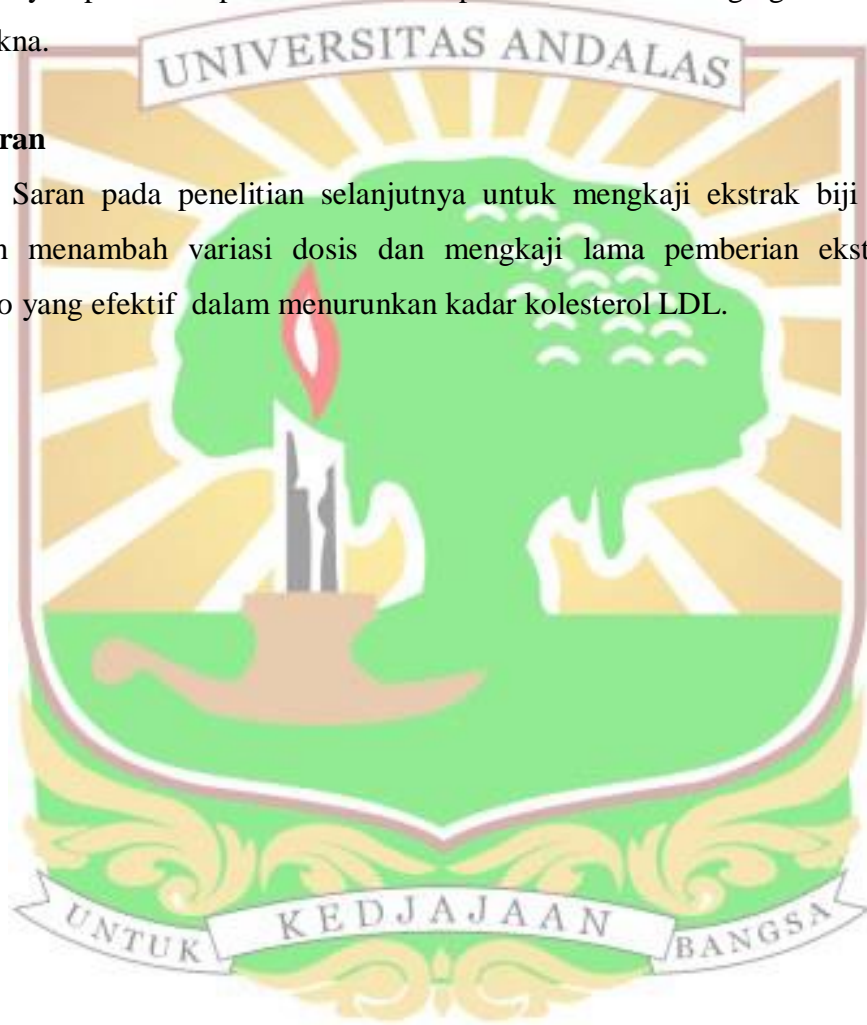 kna.
UNIVERSITAS ANDALAS
ran
Saran pada penelitian selanjutnya untuk mengkaji ekstrak biji
menambah variasi dosis dan mengkaji lama pemberian ekst
o yang efektif dalam menurunkan kadar kolesterol LDL.
UNTUK KEDJAJAAN BANGSA